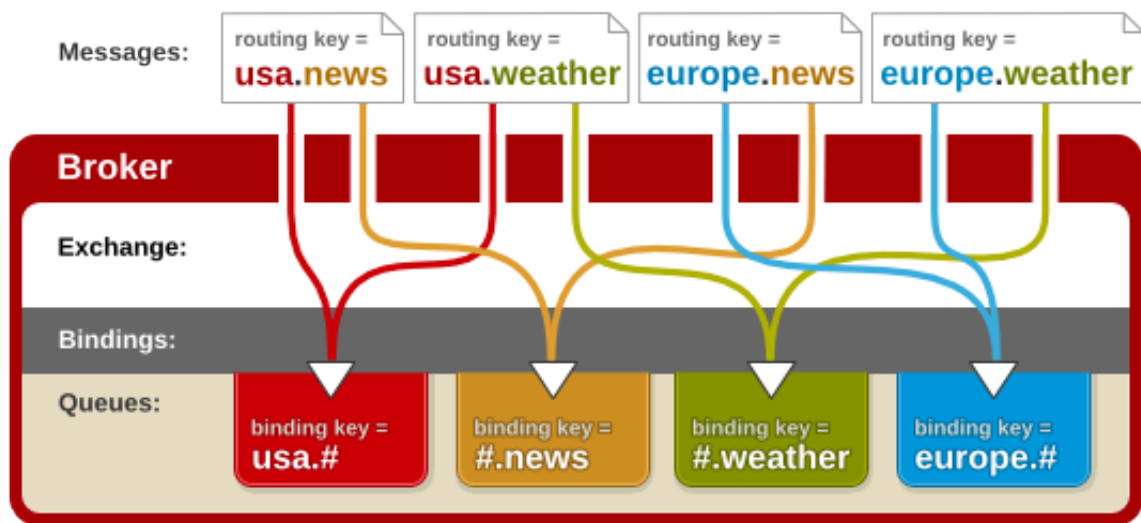 Messages:
routing key =
usa.news
routing key =
usa.weather
routing key =
europe.news
routing key =
europe.weather
Broker
Exchange:
Bindings:
Queues:
binding key =
usa.#
binding key =
#.news
binding key =
#.weather
binding key =
europe.#